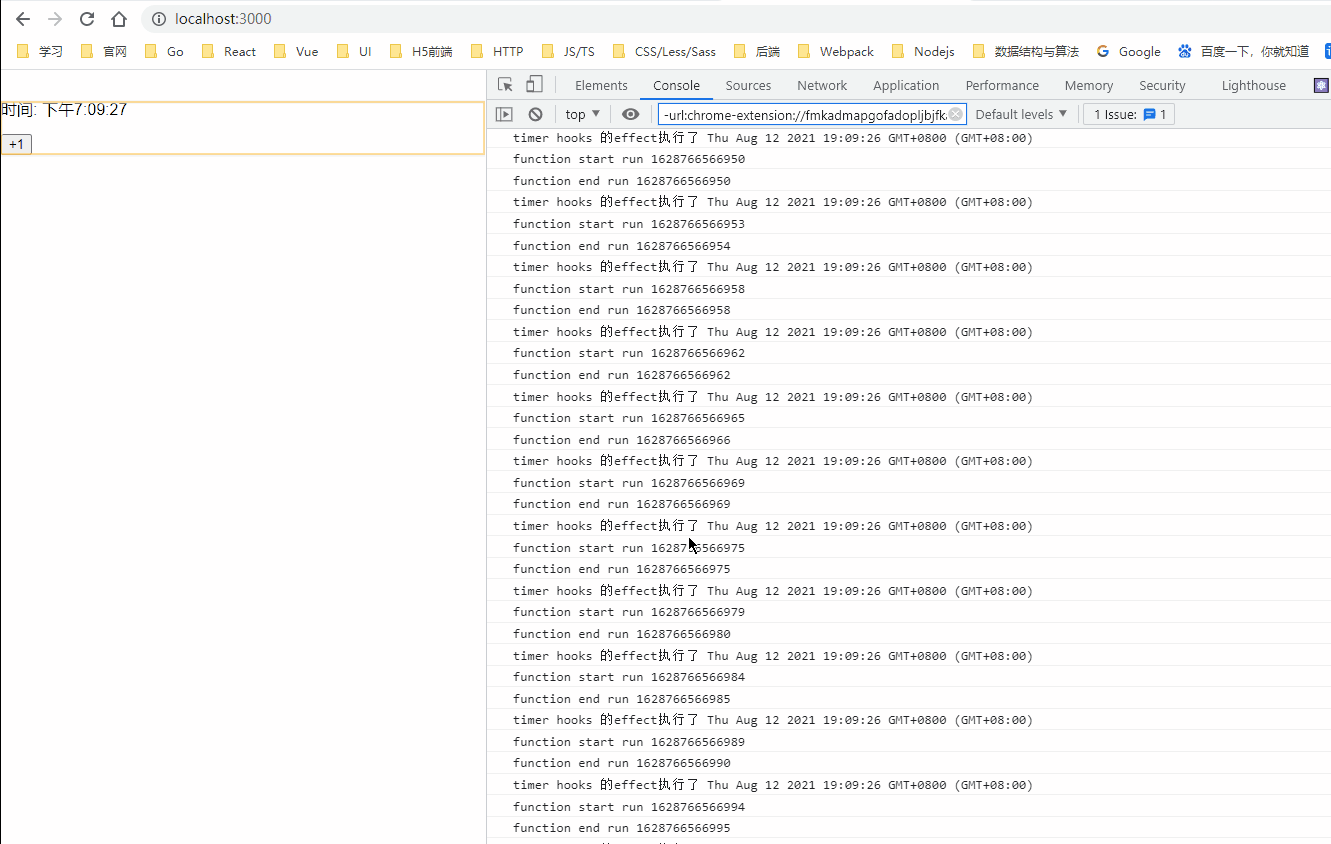 localhost:3000
学习 官网 Go React Vue UI H5前端 HTTP JS/TS CSS/Less/Sass 后端 Webpack Nodejs 数据结构与算法 Google 百度一下，你就知道
Elements Console Sources Network Application Performance Memory Security Lighthouse
top -url:chrome-extension://fmkadmapgofadopljbjfk Default levels 1 Issue: 1
时间: 下午7:09:27
+1
timer hooks 的effect执行了 Thu Aug 12 2021 19:09:26 GMT+0800 (GMT+08:00)
function start run 1628766566950
function end run 1628766566950
timer hooks 的effect执行了 Thu Aug 12 2021 19:09:26 GMT+0800 (GMT+08:00)
function start run 1628766566953
function end run 1628766566954
timer hooks 的effect执行了 Thu Aug 12 2021 19:09:26 GMT+0800 (GMT+08:00)
function start run 1628766566958
function end run 1628766566958
timer hooks 的effect执行了 Thu Aug 12 2021 19:09:26 GMT+0800 (GMT+08:00)
function start run 1628766566962
function end run 1628766566962
timer hooks 的effect执行了 Thu Aug 12 2021 19:09:26 GMT+0800 (GMT+08:00)
function start run 1628766566965
function end run 1628766566966
timer hooks 的effect执行了 Thu Aug 12 2021 19:09:26 GMT+0800 (GMT+08:00)
function start run 1628766566969
function end run 1628766566969
timer hooks 的effect执行了 Thu Aug 12 2021 19:09:26 GMT+0800 (GMT+08:00)
function start run 1628766566975
function end run 1628766566975
timer hooks 的effect执行了 Thu Aug 12 2021 19:09:26 GMT+0800 (GMT+08:00)
function start run 1628766566979
function end run 1628766566980
timer hooks 的effect执行了 Thu Aug 12 2021 19:09:26 GMT+0800 (GMT+08:00)
function start run 1628766566984
function end run 1628766566985
timer hooks 的effect执行了 Thu Aug 12 2021 19:09:26 GMT+0800 (GMT+08:00)
function start run 1628766566989
function end run 1628766566990
timer hooks 的effect执行了 Thu Aug 12 2021 19:09:26 GMT+0800 (GMT+08:00)
function start run 1628766566994
function end run 1628766566995